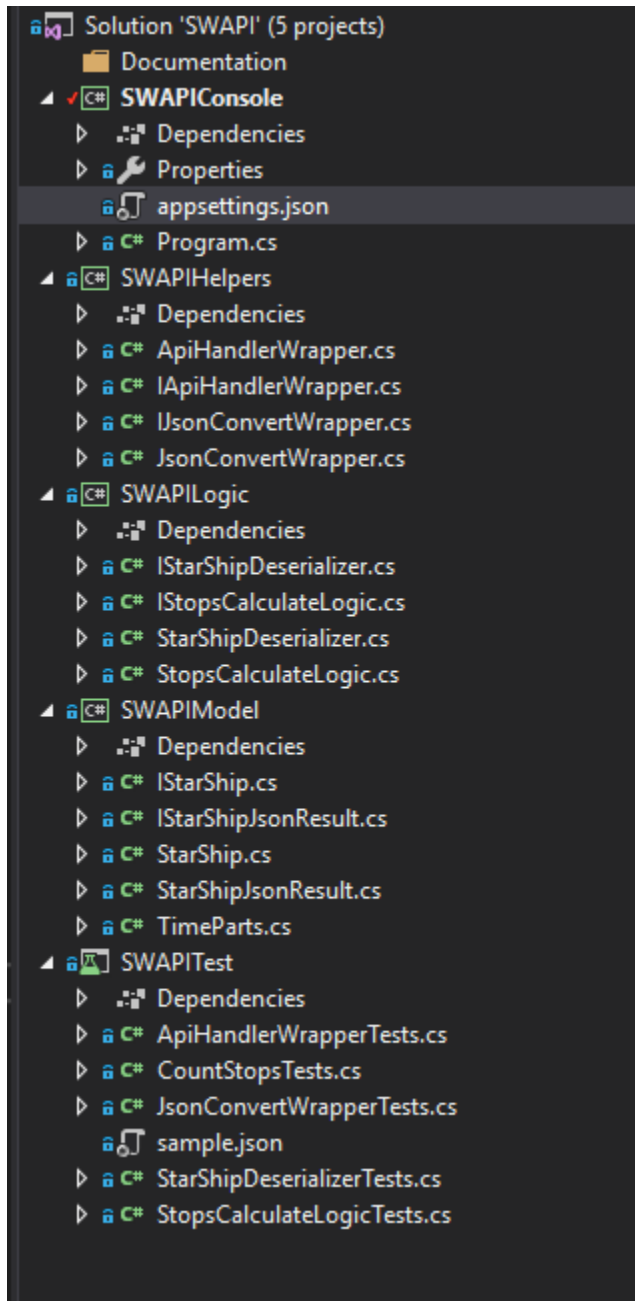 Solution 'SWAPI' (5 projects)
Documentation
C# SWAPIConsole
Dependencies
Properties
appsettings.json
C# Program.cs
C# SWAPIHelpers
Dependencies
C# ApiHandlerWrapper.cs
C# IApiHandlerWrapper.cs
C# IJsonConvertWrapper.cs
C# JsonConvertWrapper.cs
C# SWAPILogic
Dependencies
C# IStarShipDeserializer.cs
C# IStopsCalculateLogic.cs
C# StarShipDeserializer.cs
C# StopsCalculateLogic.cs
C# SWAPIModel
Dependencies
C# IStarShip.cs
C# IStarShipJsonResult.cs
C# StarShip.cs
C# StarShipJsonResult.cs
C# TimeParts.cs
SWAPITest
Dependencies
C# ApiHandlerWrapperTests.cs
C# CountStopsTests.cs
C# JsonConvertWrapperTests.cs
sample.json
C# StarShipDeserializerTests.cs
C# StopsCalculateLogicTests.cs